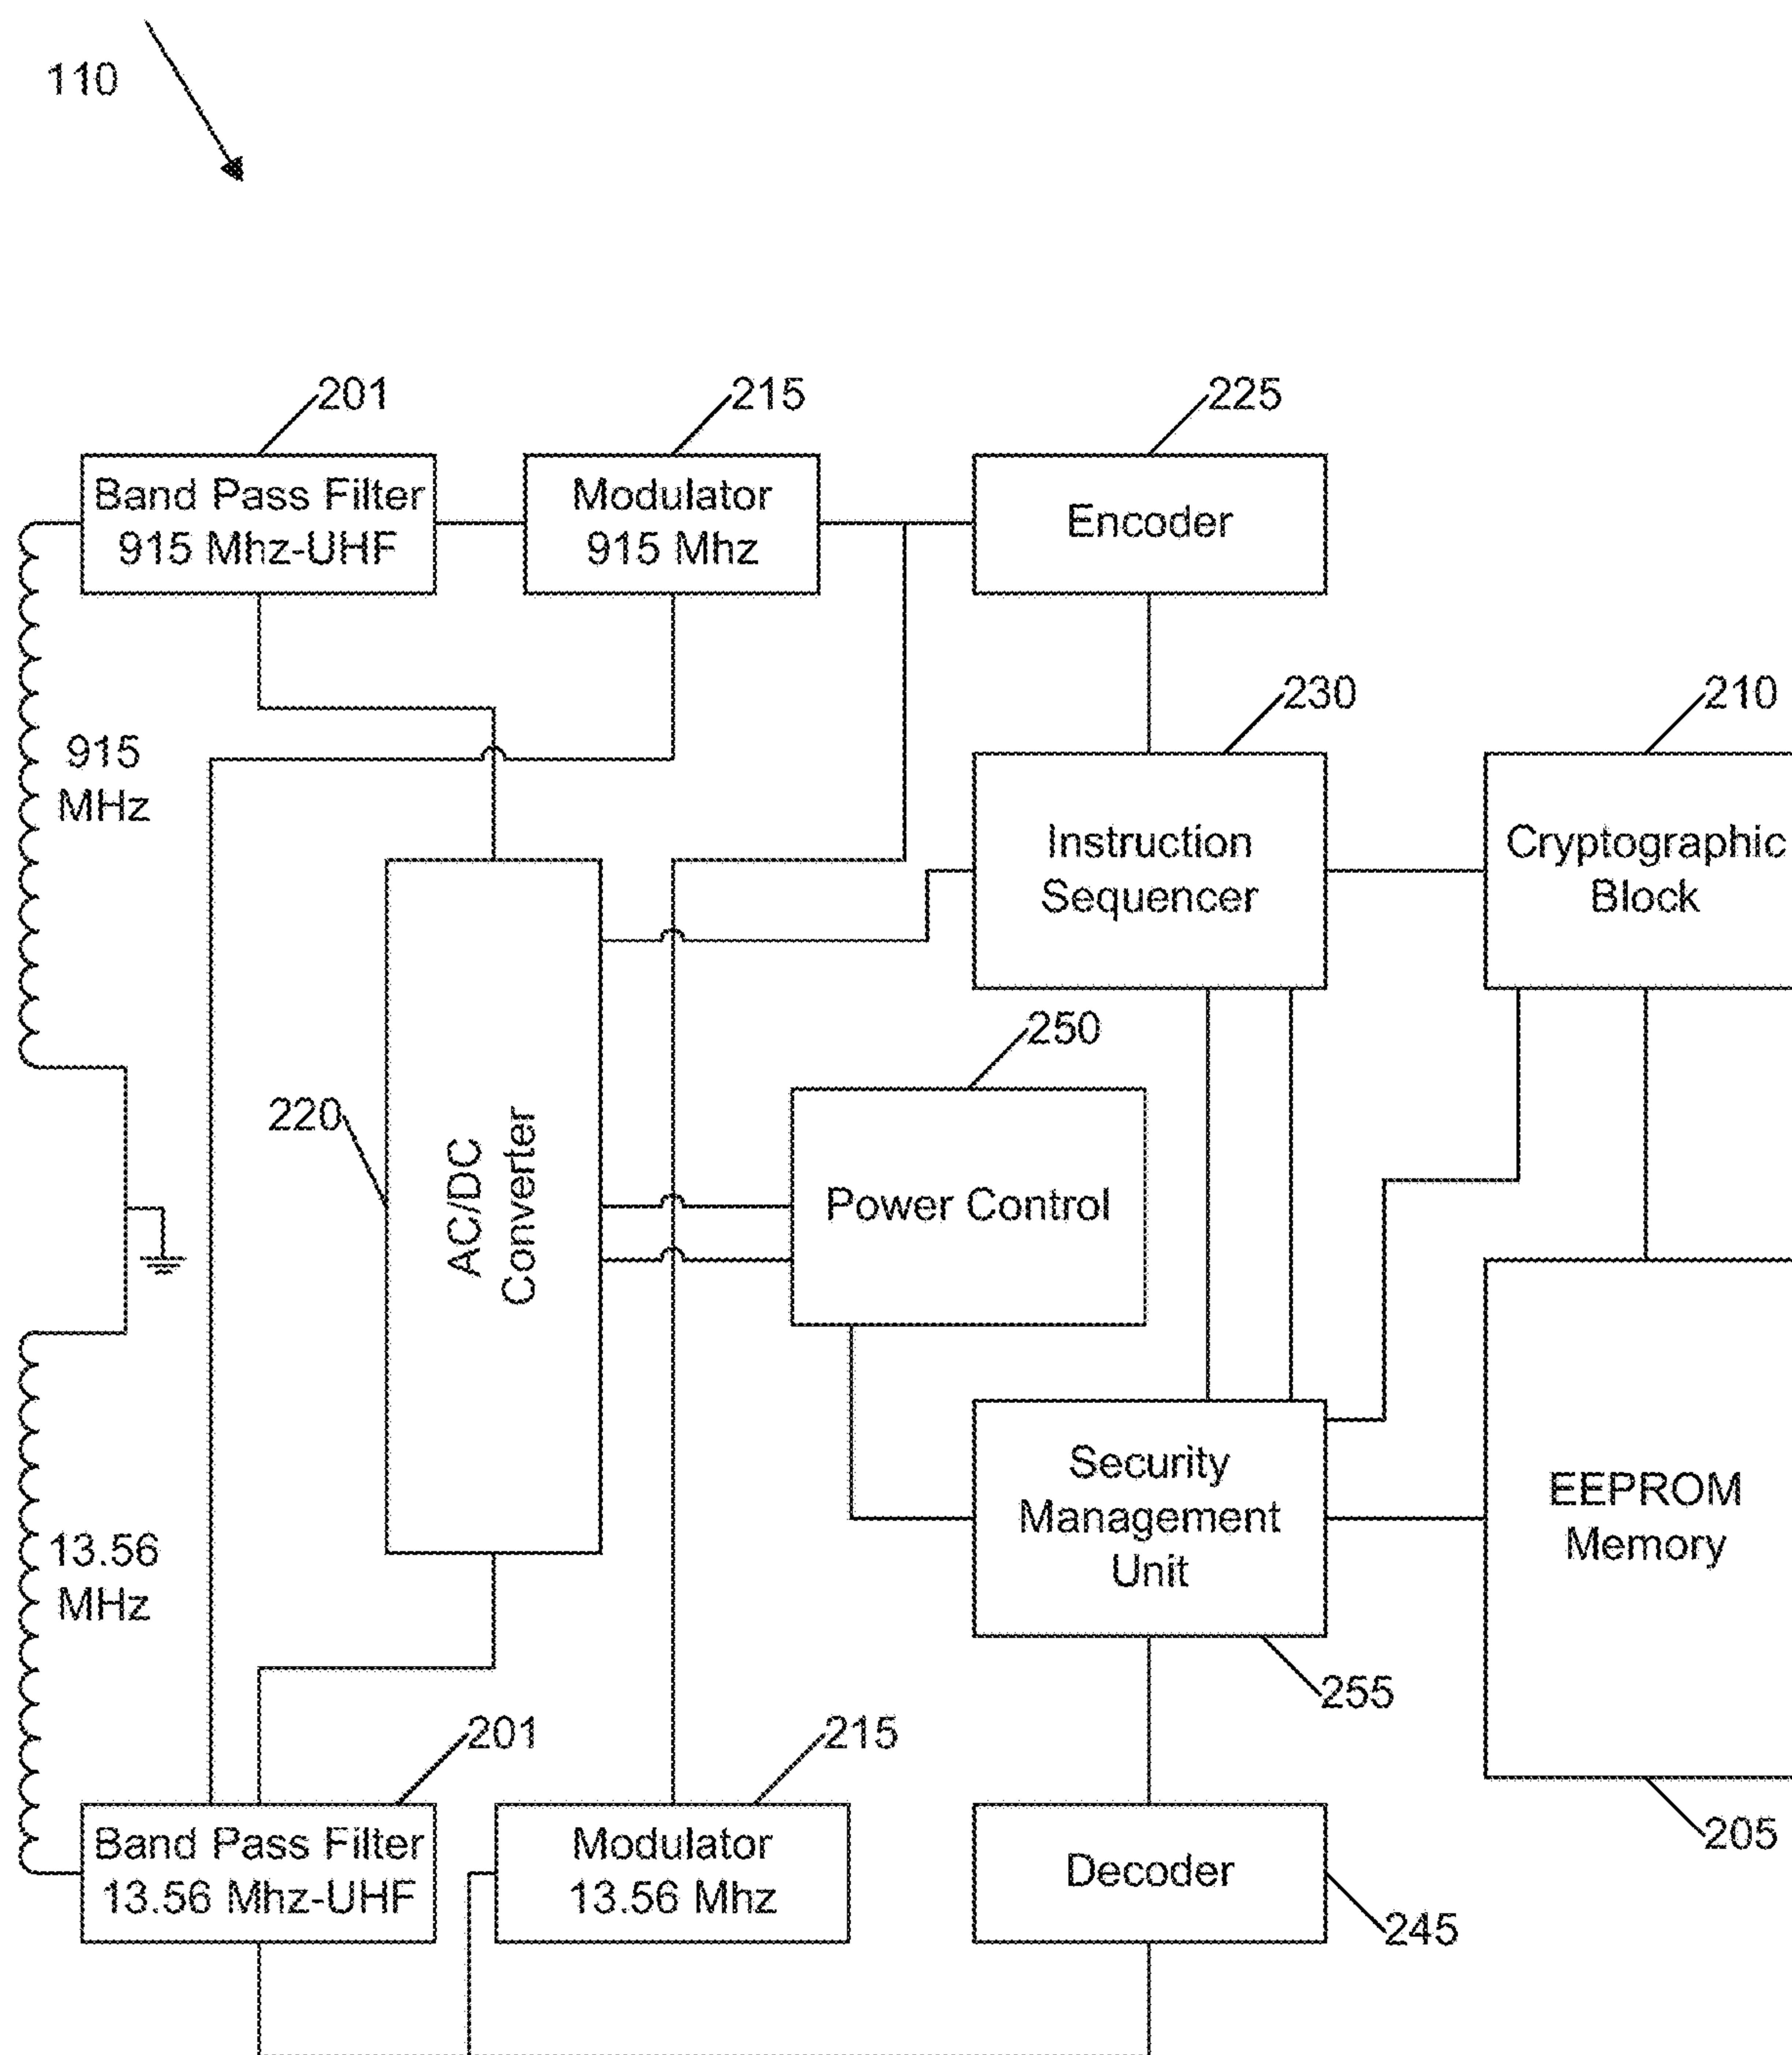 110
201
215
225
Band Pass Filter
915 Mhz-UHF
Modulator
915 Mhz
Encoder
230
210
915
MHz
Instruction
Sequencer
Cryptographic
Block
250
220
AC/DC
Converter
Power Control
Security
Management
Unit
EEPROM
Memory
13.56
MHz
255
201
215
205
Band Pass Filter
13.56 Mhz-UHF
Modulator
13.56 Mhz
Decoder
245